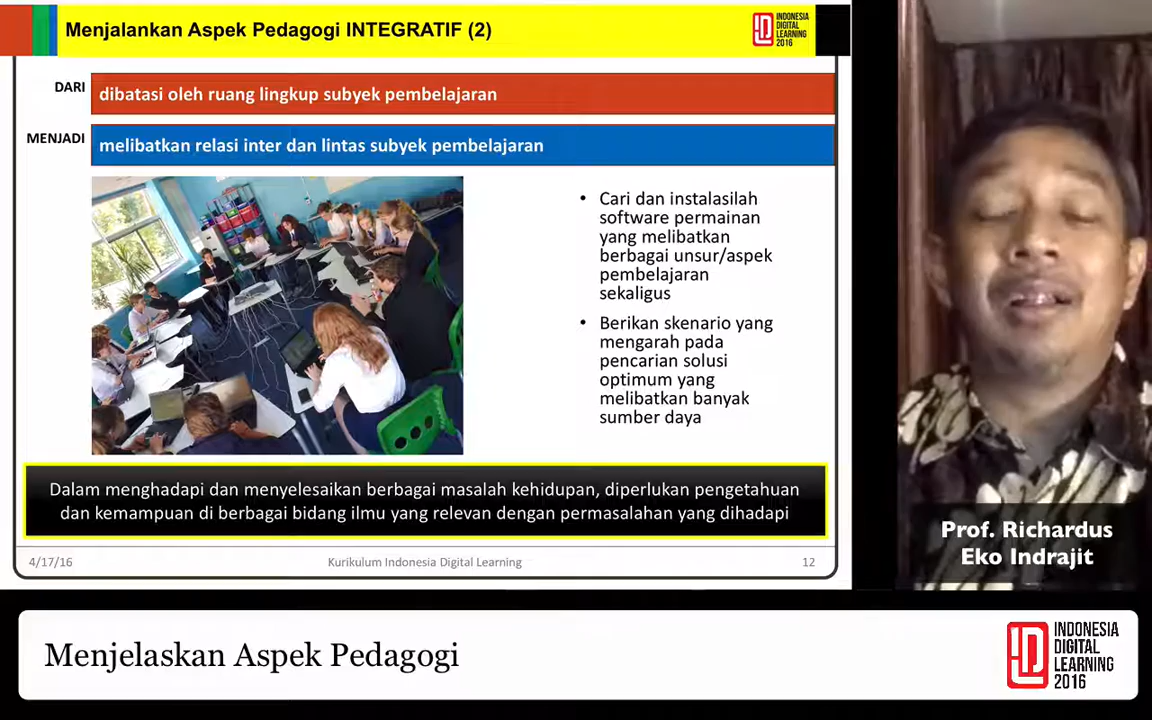 Menjalankan Aspek Pedagogi INTEGRATIF (2)
INDONESIA
DIGITAL
LEARNING
2016
DARI
dibatasi oleh ruang lingkup subyek pembelajaran
MENJADI
melibatkan relasi inter dan lintas subyek pembelajaran
• Cari dan instalasilah
software permainan
yang melibatkan
berbagai unsur/aspek
pembelajaran
sekaligus
• Berikan skenario yang
mengarah pada
pencarian solusi
optimum yang
melibatkan banyak
sumber daya
Dalam menghadapi dan menyelesaikan berbagai masalah kehidupan, diperlukan pengetahuan
dan kemampuan di berbagai bidang ilmu yang relevan dengan permasalahan yang dihadapi
4/17/16
Kurikulum Indonesia Digital Learning
12
Prof. Richardus
Eko Indrajit
Menjelaskan Aspek Pedagogi
INDONESIA
DIGITAL
LEARNING
2016